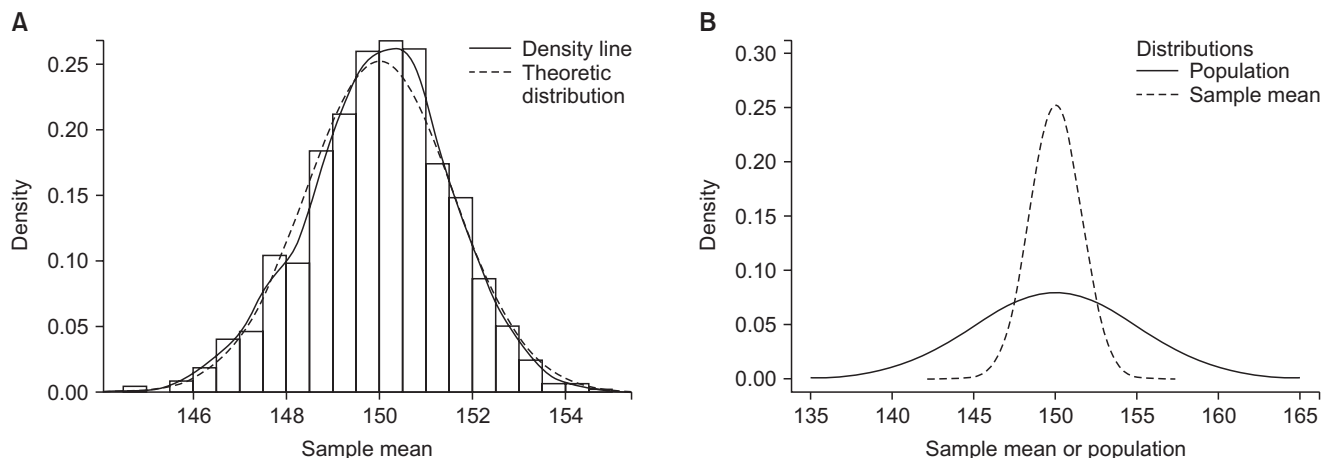 A
Density line
Theoretic
distribution
0.25
0.20
0.15
0.10
0.05
0.00
Density
146 148 150 152 154
Sample mean
B
Distributions
Population
Sample mean
0.30
0.25
0.20
0.15
0.10
0.05
0.00
Density
135 140 145 150 155 160 165
Sample mean or population